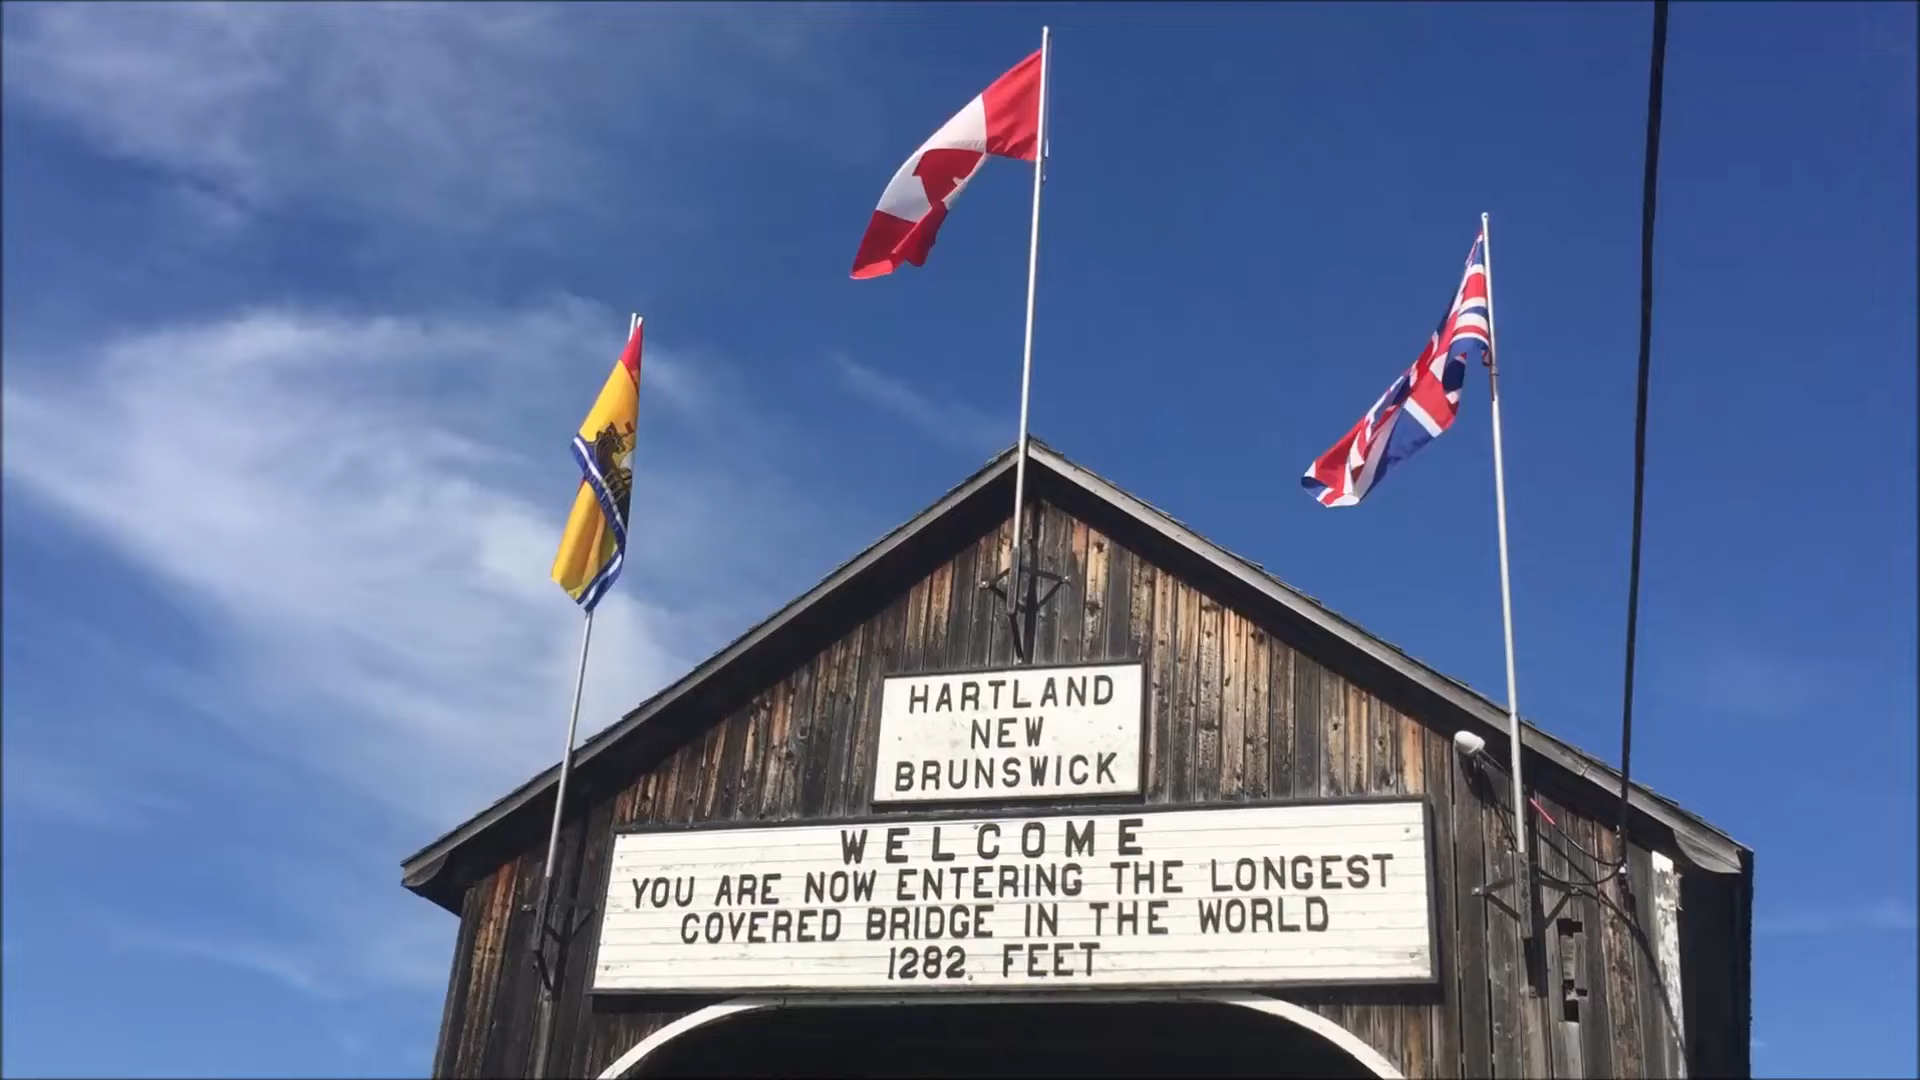 HARTLAND
NEW
BRUNSWICK
WELCOME
YOU ARE NOW ENTERING THE LONGEST
COVERED BRIDGE IN THE WORLD
1282 FEET